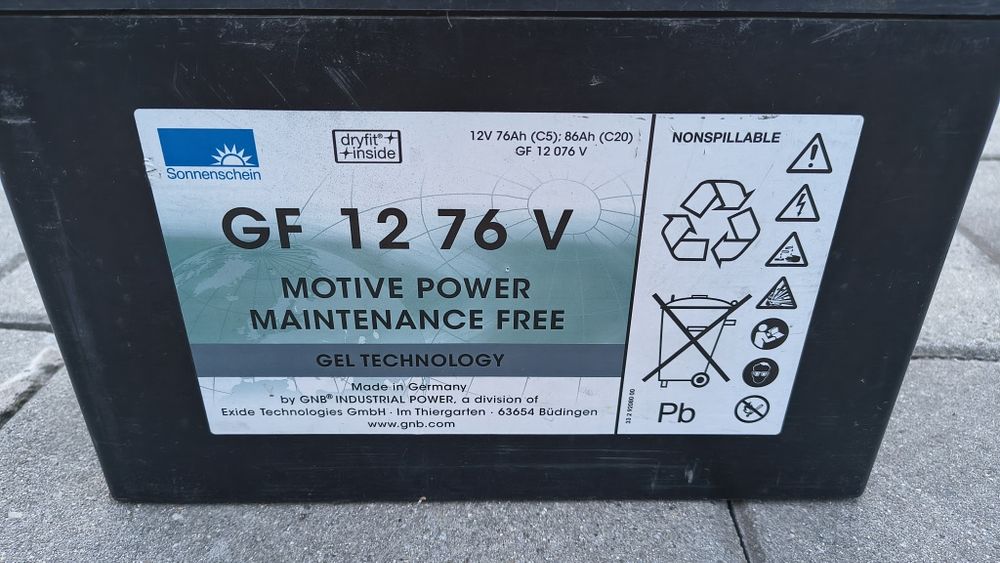 Sonnenschein
dryfit®
inside
12V 76Ah (C5); 86Ah (C20)
GF 12 076 V
GF 12 76 V
MOTIVE POWER
MAINTENANCE FREE
GEL TECHNOLOGY
Made in Germany
by GNB® INDUSTRIAL POWER, a division of
Exide Technologies GmbH · Im Thiergarten · 63654 Büdingen
www.gnb.com
NONSPILLABLE
Pb